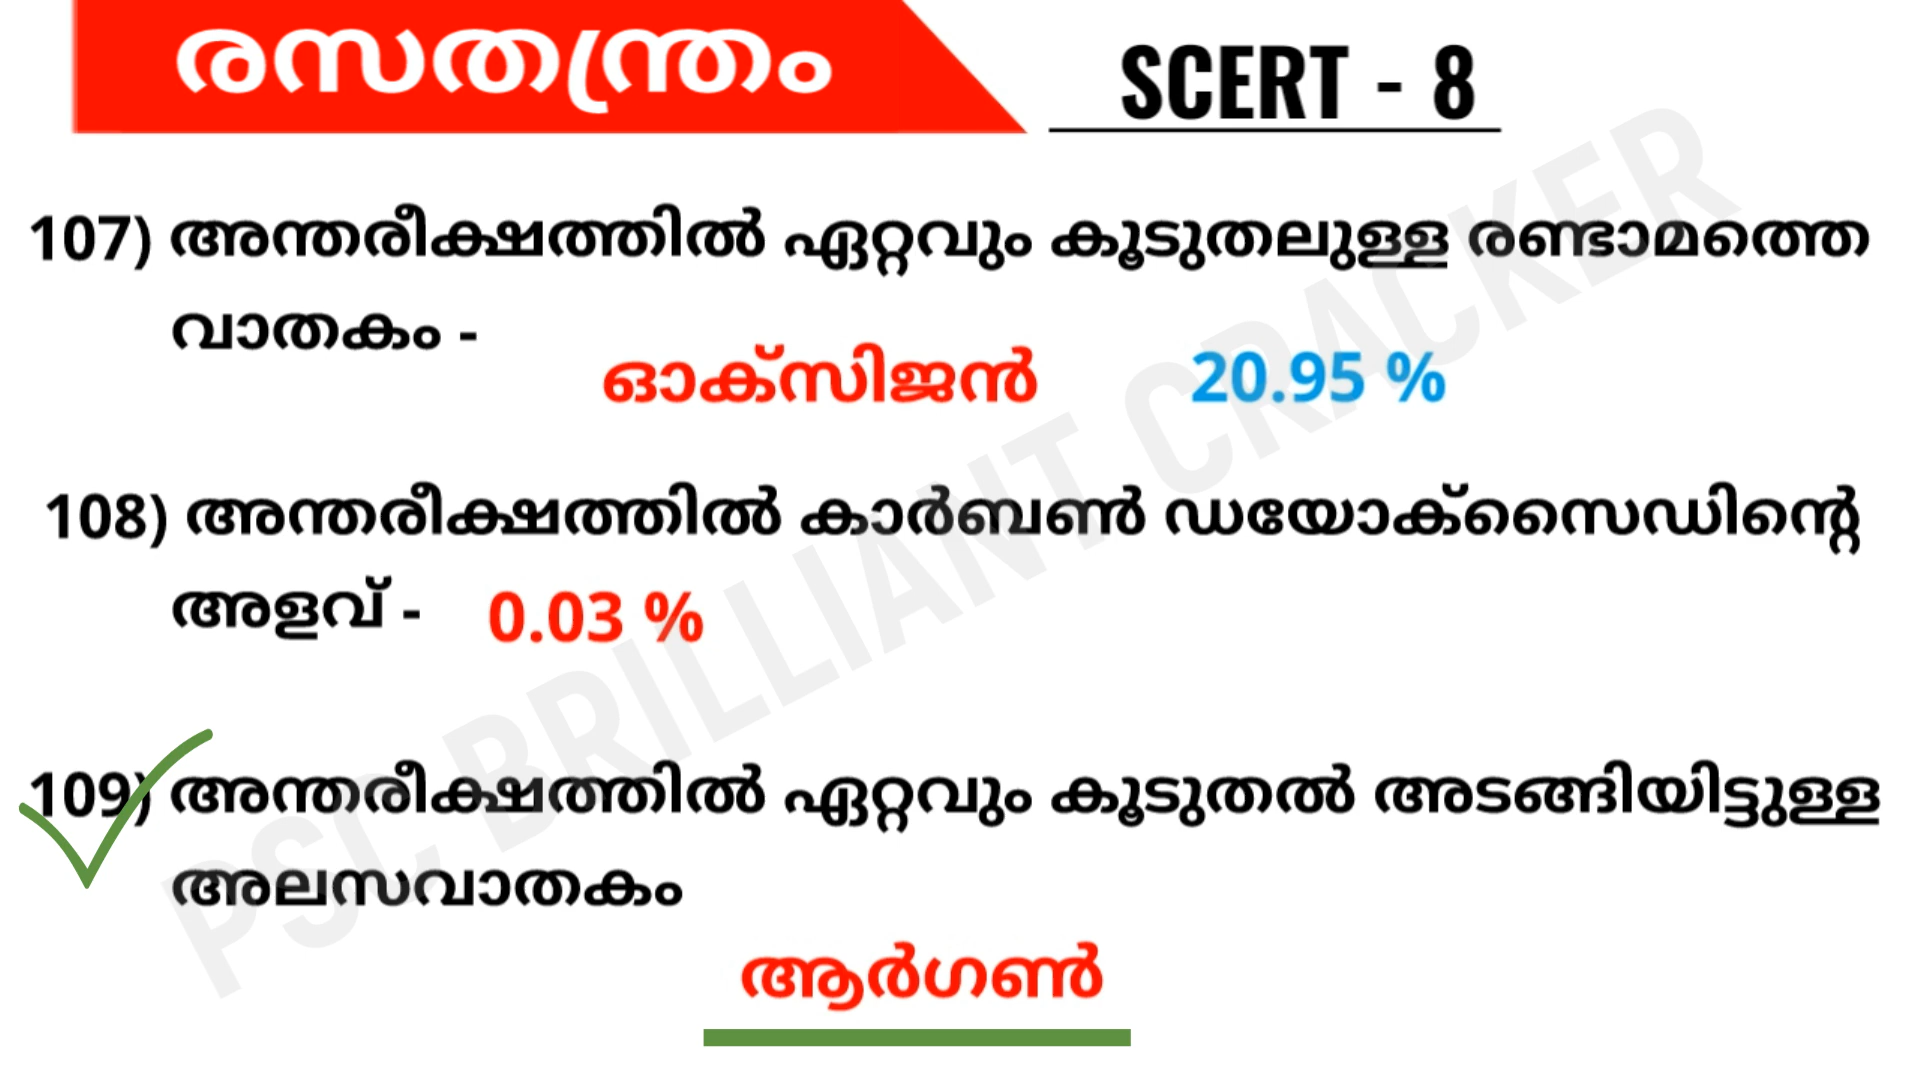 രസതന്ത്രം
SCERT - 8
107) അന്തരീക്ഷത്തിൽ ഏറ്റവും കൂടുതലുള്ള രണ്ടാമത്തെ
വാതകം -
ഓക്സിജൻ 20.95 %
108) അന്തരീക്ഷത്തിൽ കാർബൺ ഡയോക്സൈഡിന്റെ
അളവ് - 0.03 %
109) അന്തരീക്ഷത്തിൽ ഏറ്റവും കൂടുതൽ അടങ്ങിയിട്ടുള്ള
അലസവാതകം
ആർഗൺ
PSC BRILLIANT CRACKER